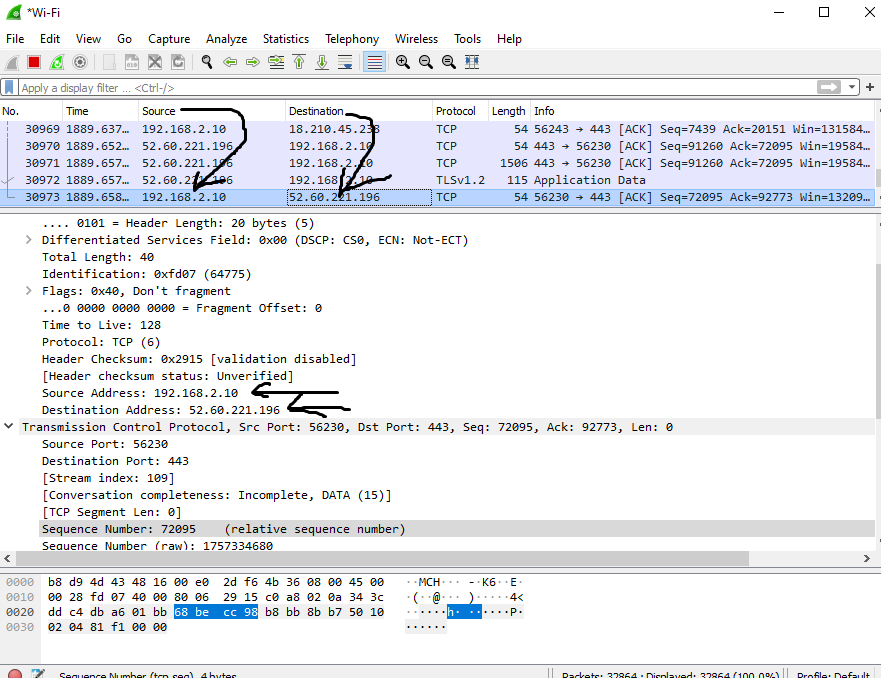 *Wi-Fi
File Edit View Go Capture Analyze Statistics Telephony Wireless Tools Help
Apply a display filter ... <Ctrl-/>
No. Time Source Destination Protocol Length Info
30969 1889.637… 192.168.2.10 18.210.45.238 TCP 54 56243 → 443 [ACK] Seq=7439 Ack=20151 Win=131584…
30970 1889.652… 52.60.221.196 192.168.2.10 TCP 54 443 → 56230 [ACK] Seq=91260 Ack=72095 Win=19584…
30971 1889.657… 52.60.221.196 192.168.2.10 TCP 1506 443 → 56230 [ACK] Seq=91260 Ack=72095 Win=19584…
30972 1889.657… 52.60.221.196 192.168.2.10 TLSv1.2 115 Application Data
30973 1889.658… 192.168.2.10 52.60.221.196 TCP 54 56230 → 443 [ACK] Seq=72095 Ack=92773 Win=13209…
.... 0101 = Header Length: 20 bytes (5)
Differentiated Services Field: 0x00 (DSCP: CS0, ECN: Not-ECT)
Total Length: 40
Identification: 0xfd07 (64775)
Flags: 0x40, Don't fragment
...0 0000 0000 0000 = Fragment Offset: 0
Time to Live: 128
Protocol: TCP (6)
Header Checksum: 0x2915 [validation disabled]
[Header checksum status: Unverified]
Source Address: 192.168.2.10
Destination Address: 52.60.221.196
Transmission Control Protocol, Src Port: 56230, Dst Port: 443, Seq: 72095, Ack: 92773, Len: 0
Source Port: 56230
Destination Port: 443
[Stream index: 109]
[Conversation completeness: Incomplete, DATA (15)]
[TCP Segment Len: 0]
Sequence Number: 72095 (relative sequence number)
Sequence Number (raw): 1757334680
0000 b8 d9 4d 43 48 16 00 e0 2d f6 4b 36 08 00 45 00 ··MCH··· -·K6··E·
0010 00 28 fd 07 40 00 80 06 29 15 c0 a8 02 0a 34 3c ·(··@··· )·····4<
0020 dd c4 db a6 01 bb 68 be cc 98 b8 bb 8b b7 50 10 ······h· ······P·
0030 02 04 81 f1 00 00 ······
Sequence Number (tcp.seq), 4 bytes Packets: 32864 · Displayed: 32864 (100.0%) Profile: Default